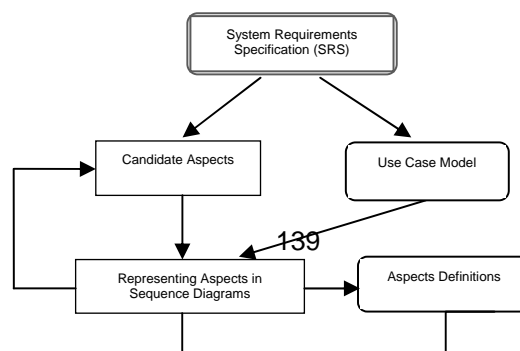 System Requirements
Specification (SRS)
Candidate Aspects
Use Case Model
139
Representing Aspects in
Sequence Diagrams
Aspects Definitions